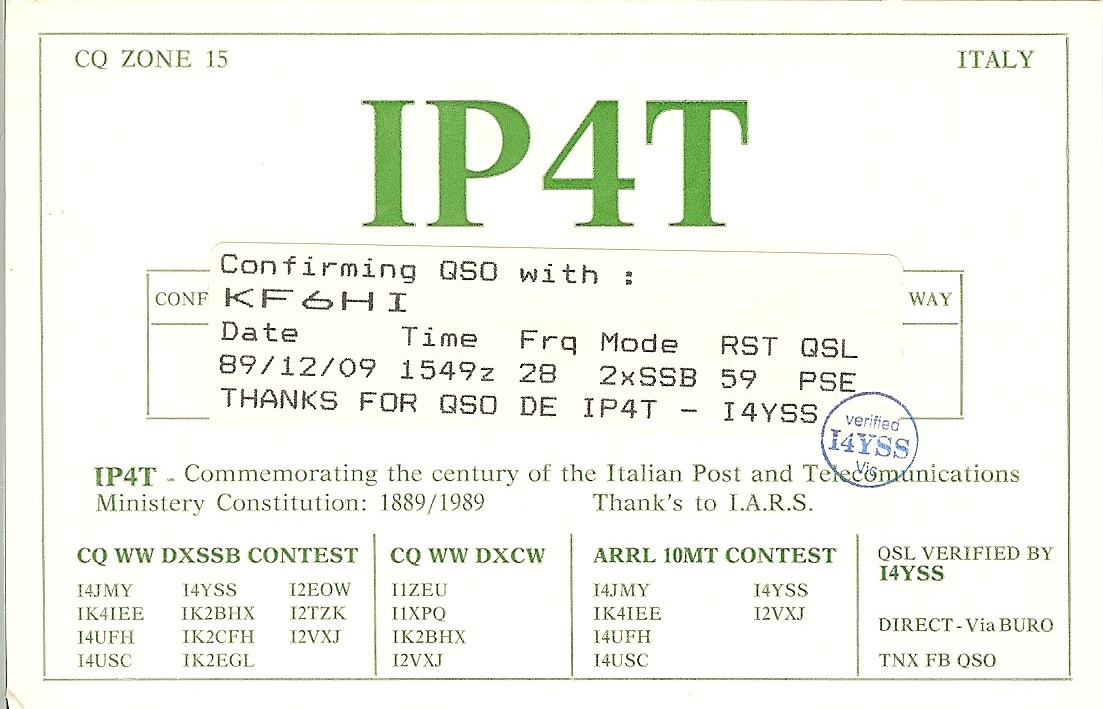 CQ ZONE 15 ITALY
IP4T
Confirming QSO with :
CONF KF6HI WAY
Date Time Frq Mode RST QSL
89/12/09 1549z 28 2xSSB 59 PSE
THANKS FOR QSO DE IP4T - I4YSS
verified
I4YSS
Vis
IP4T - Commemorating the century of the Italian Post and Telecomunications
Ministery Constitution: 1889/1989 Thank's to I.A.R.S.
CQ WW DXSSB CONTEST
I4JMY I4YSS I2EOW
IK4IEE IK2BHX I2TZK
I4UFH IK2CFH I2VXJ
I4USC IK2EGL
CQ WW DXCW
I1ZEU
I1XPQ
IK2BHX
I2VXJ
ARRL 10MT CONTEST
I4JMY I4YSS
IK4IEE I2VXJ
I4UFH
I4USC
QSL VERIFIED BY
I4YSS
DIRECT - Via BURO
TNX FB QSO